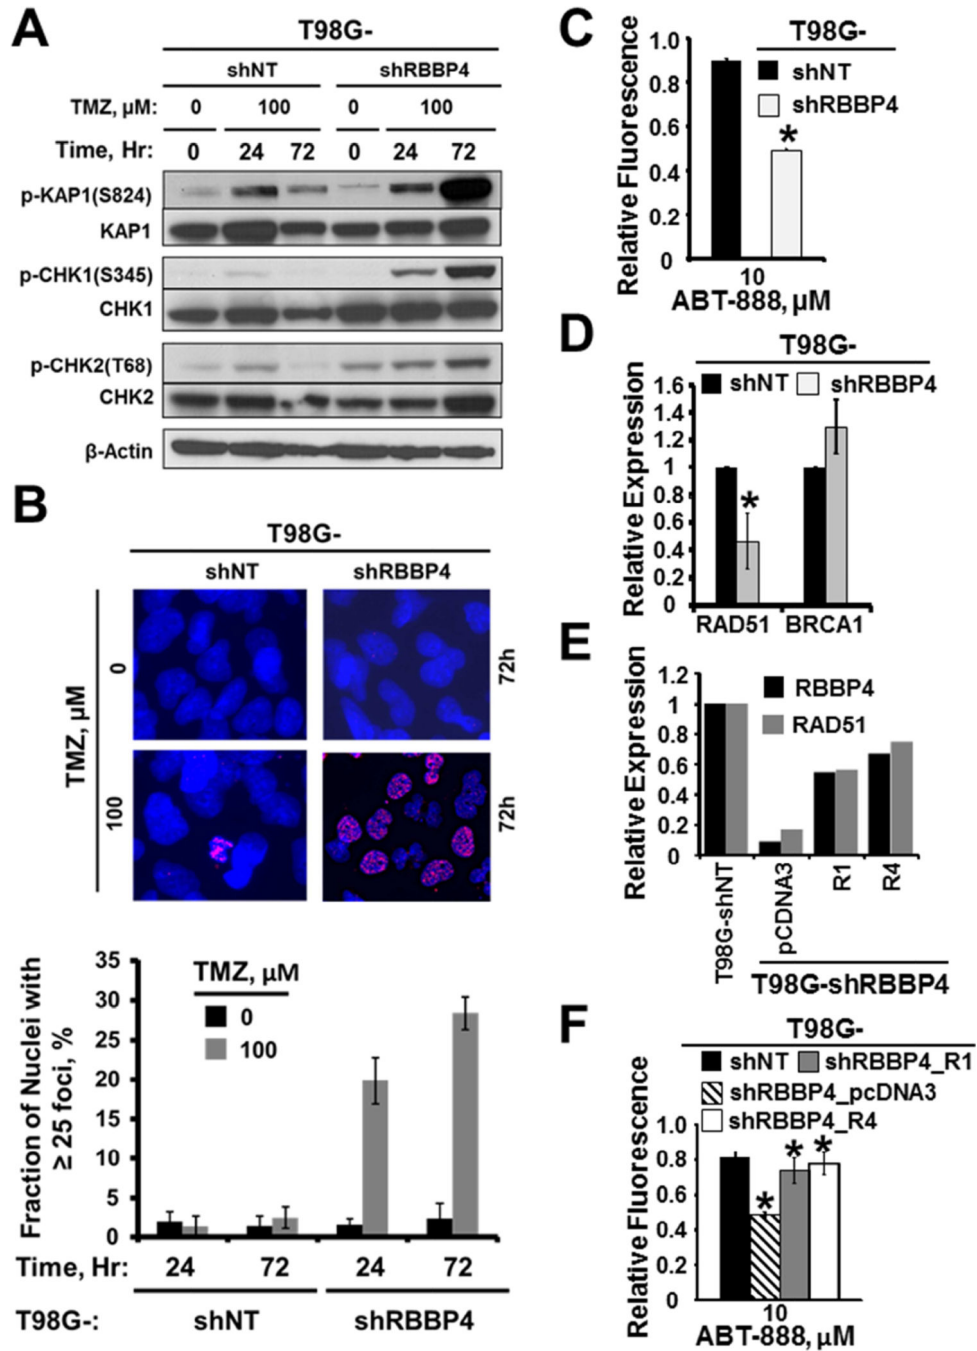 A
T98G-
shNT shRBBP4
TMZ, µM: 0 100 0 100
Time, Hr: 0 24 72 0 24 72
p-KAP1(S824)
KAP1
p-CHK1(S345)
CHK1
p-CHK2(T68)
CHK2
β-Actin
B
T98G-
shNT shRBBP4
TMZ, µM
0
72h
100
72h
Fraction of Nuclei with
≥ 25 foci, %
35
30
25
20
15
10
5
0
TMZ, µM
0
100
Time, Hr: 24 72 24 72
T98G-: shNT shRBBP4
C
T98G-
shNT
shRBBP4
Relative Fluorescence
1.0
0.8
0.6
0.4
0.2
0
*
10
ABT-888, µM
D
T98G-
shNT shRBBP4
Relative Expression
1.6
1.4
1.2
1
0.8
0.6
0.4
0.2
0
*
RAD51 BRCA1
E
RBBP4
RAD51
Relative Expression
1.2
1
0.8
0.6
0.4
0.2
0
T98G-shNT
pCDNA3
R1
R4
T98G-shRBBP4
F
T98G-
shNT shRBBP4_R1
shRBBP4_pcDNA3
shRBBP4_R4
Relative Fluorescence
1.0
0.8
0.6
0.4
0.2
0
* * *
10
ABT-888, µM